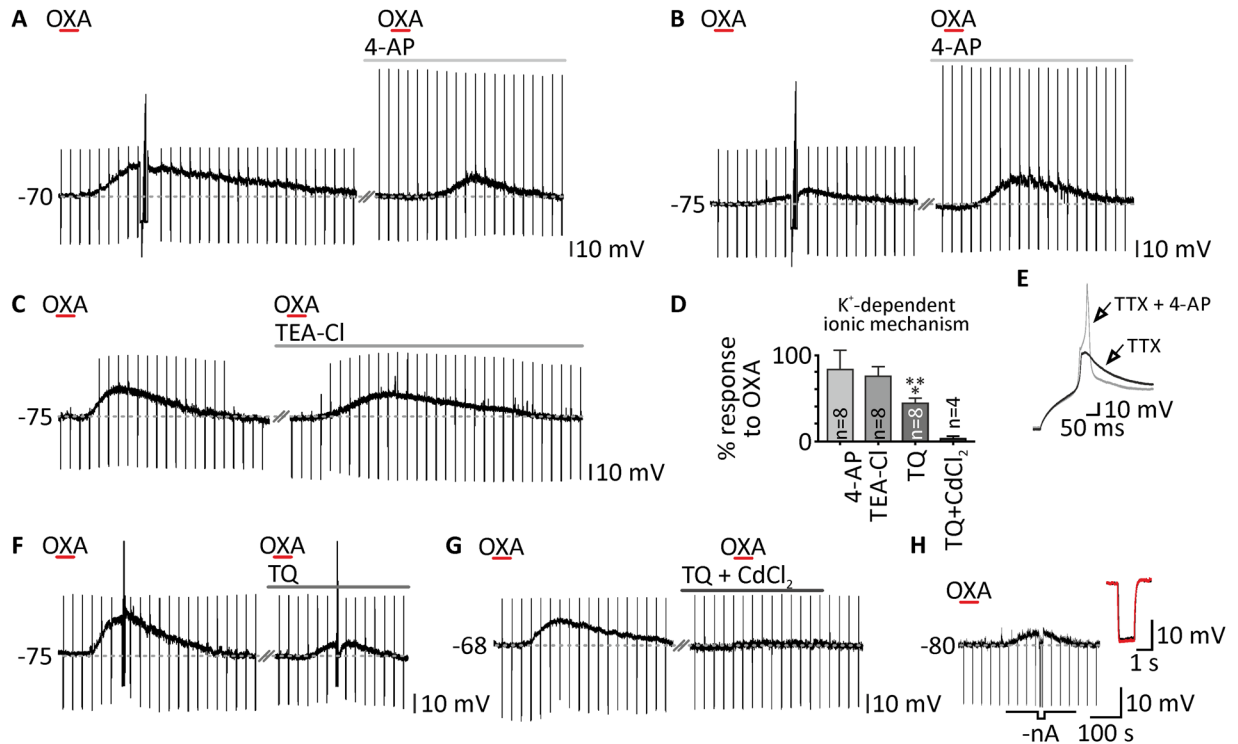 A
OXA
OXA
4-AP
-70
10 mV
B
OXA
OXA
4-AP
-75
10 mV
C
OXA
OXA
TEA-Cl
-75
10 mV
D
K⁺-dependent
ionic mechanism
% response
to OXA
100
0
n=8
n=8
**
*
n=8
n=4
4-AP
TEA-Cl
TQ
TQ+CdCl₂
E
TTX + 4-AP
TTX
10 mV
50 ms
F
OXA
OXA
TQ
-75
10 mV
G
OXA
OXA
TQ + CdCl₂
-68
10 mV
H
OXA
-80
10 mV
1 s
10 mV
-nA
100 s